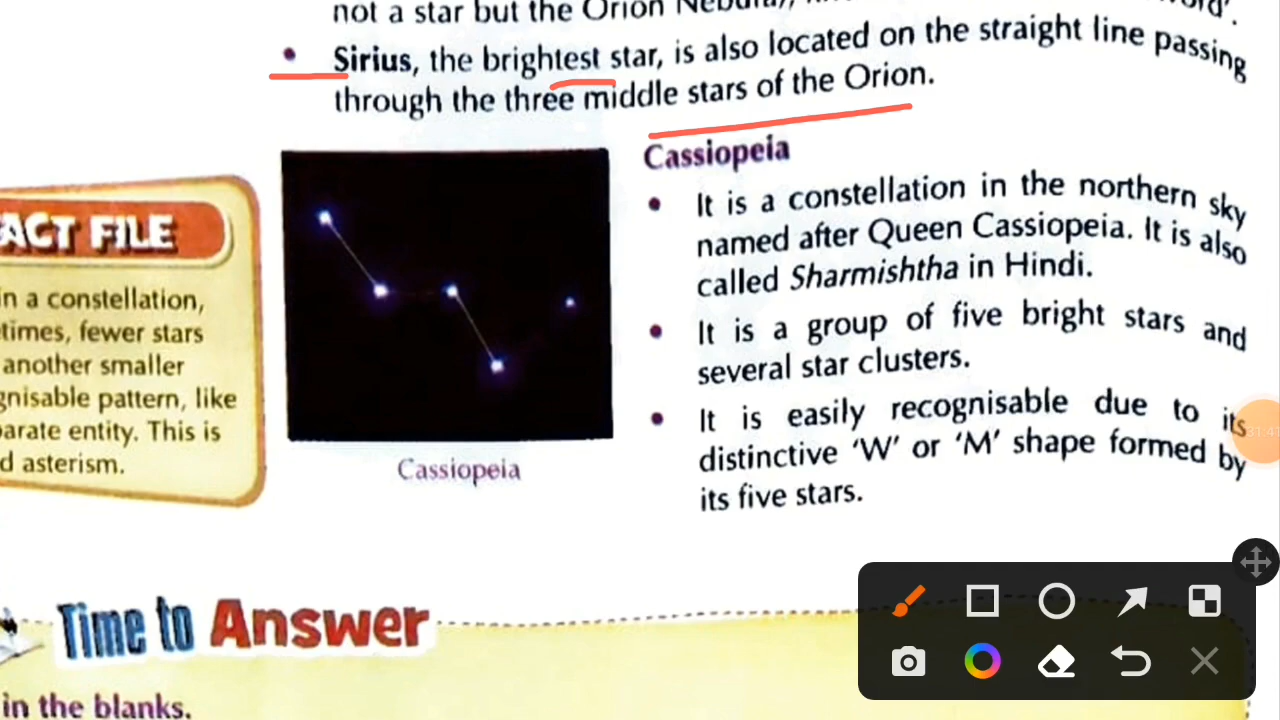 not a star but the Orion Nebula),
Sirius, the brightest star, is also located on the straight line passing
through the three middle stars of the Orion.
Cassiopeia
It is a constellation in the northern sky
named after Queen Cassiopeia. It is also
called Sharmishtha in Hindi.
It is a group of five bright stars and
several star clusters.
It is easily recognisable due to its
distinctive ‘W’ or ‘M’ shape formed by
its five stars.
Cassiopeia
ACT FILE
in a constellation,
times, fewer stars
another smaller
gnisable pattern, like
arate entity. This is
d asterism.
Time to Answer
in the blanks.